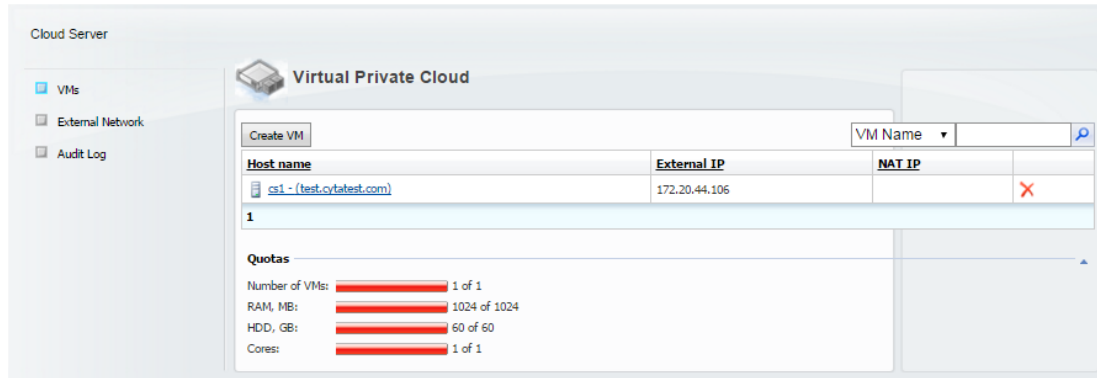 Cloud Server
VMs
External Network
Audit Log
Virtual Private Cloud
Create VM
VM Name
Host name External IP NAT IP
cs1 - (test.cytatest.com) 172.20.44.106
1
Quotas
Number of VMs: 1 of 1
RAM, MB: 1024 of 1024
HDD, GB: 60 of 60
Cores: 1 of 1